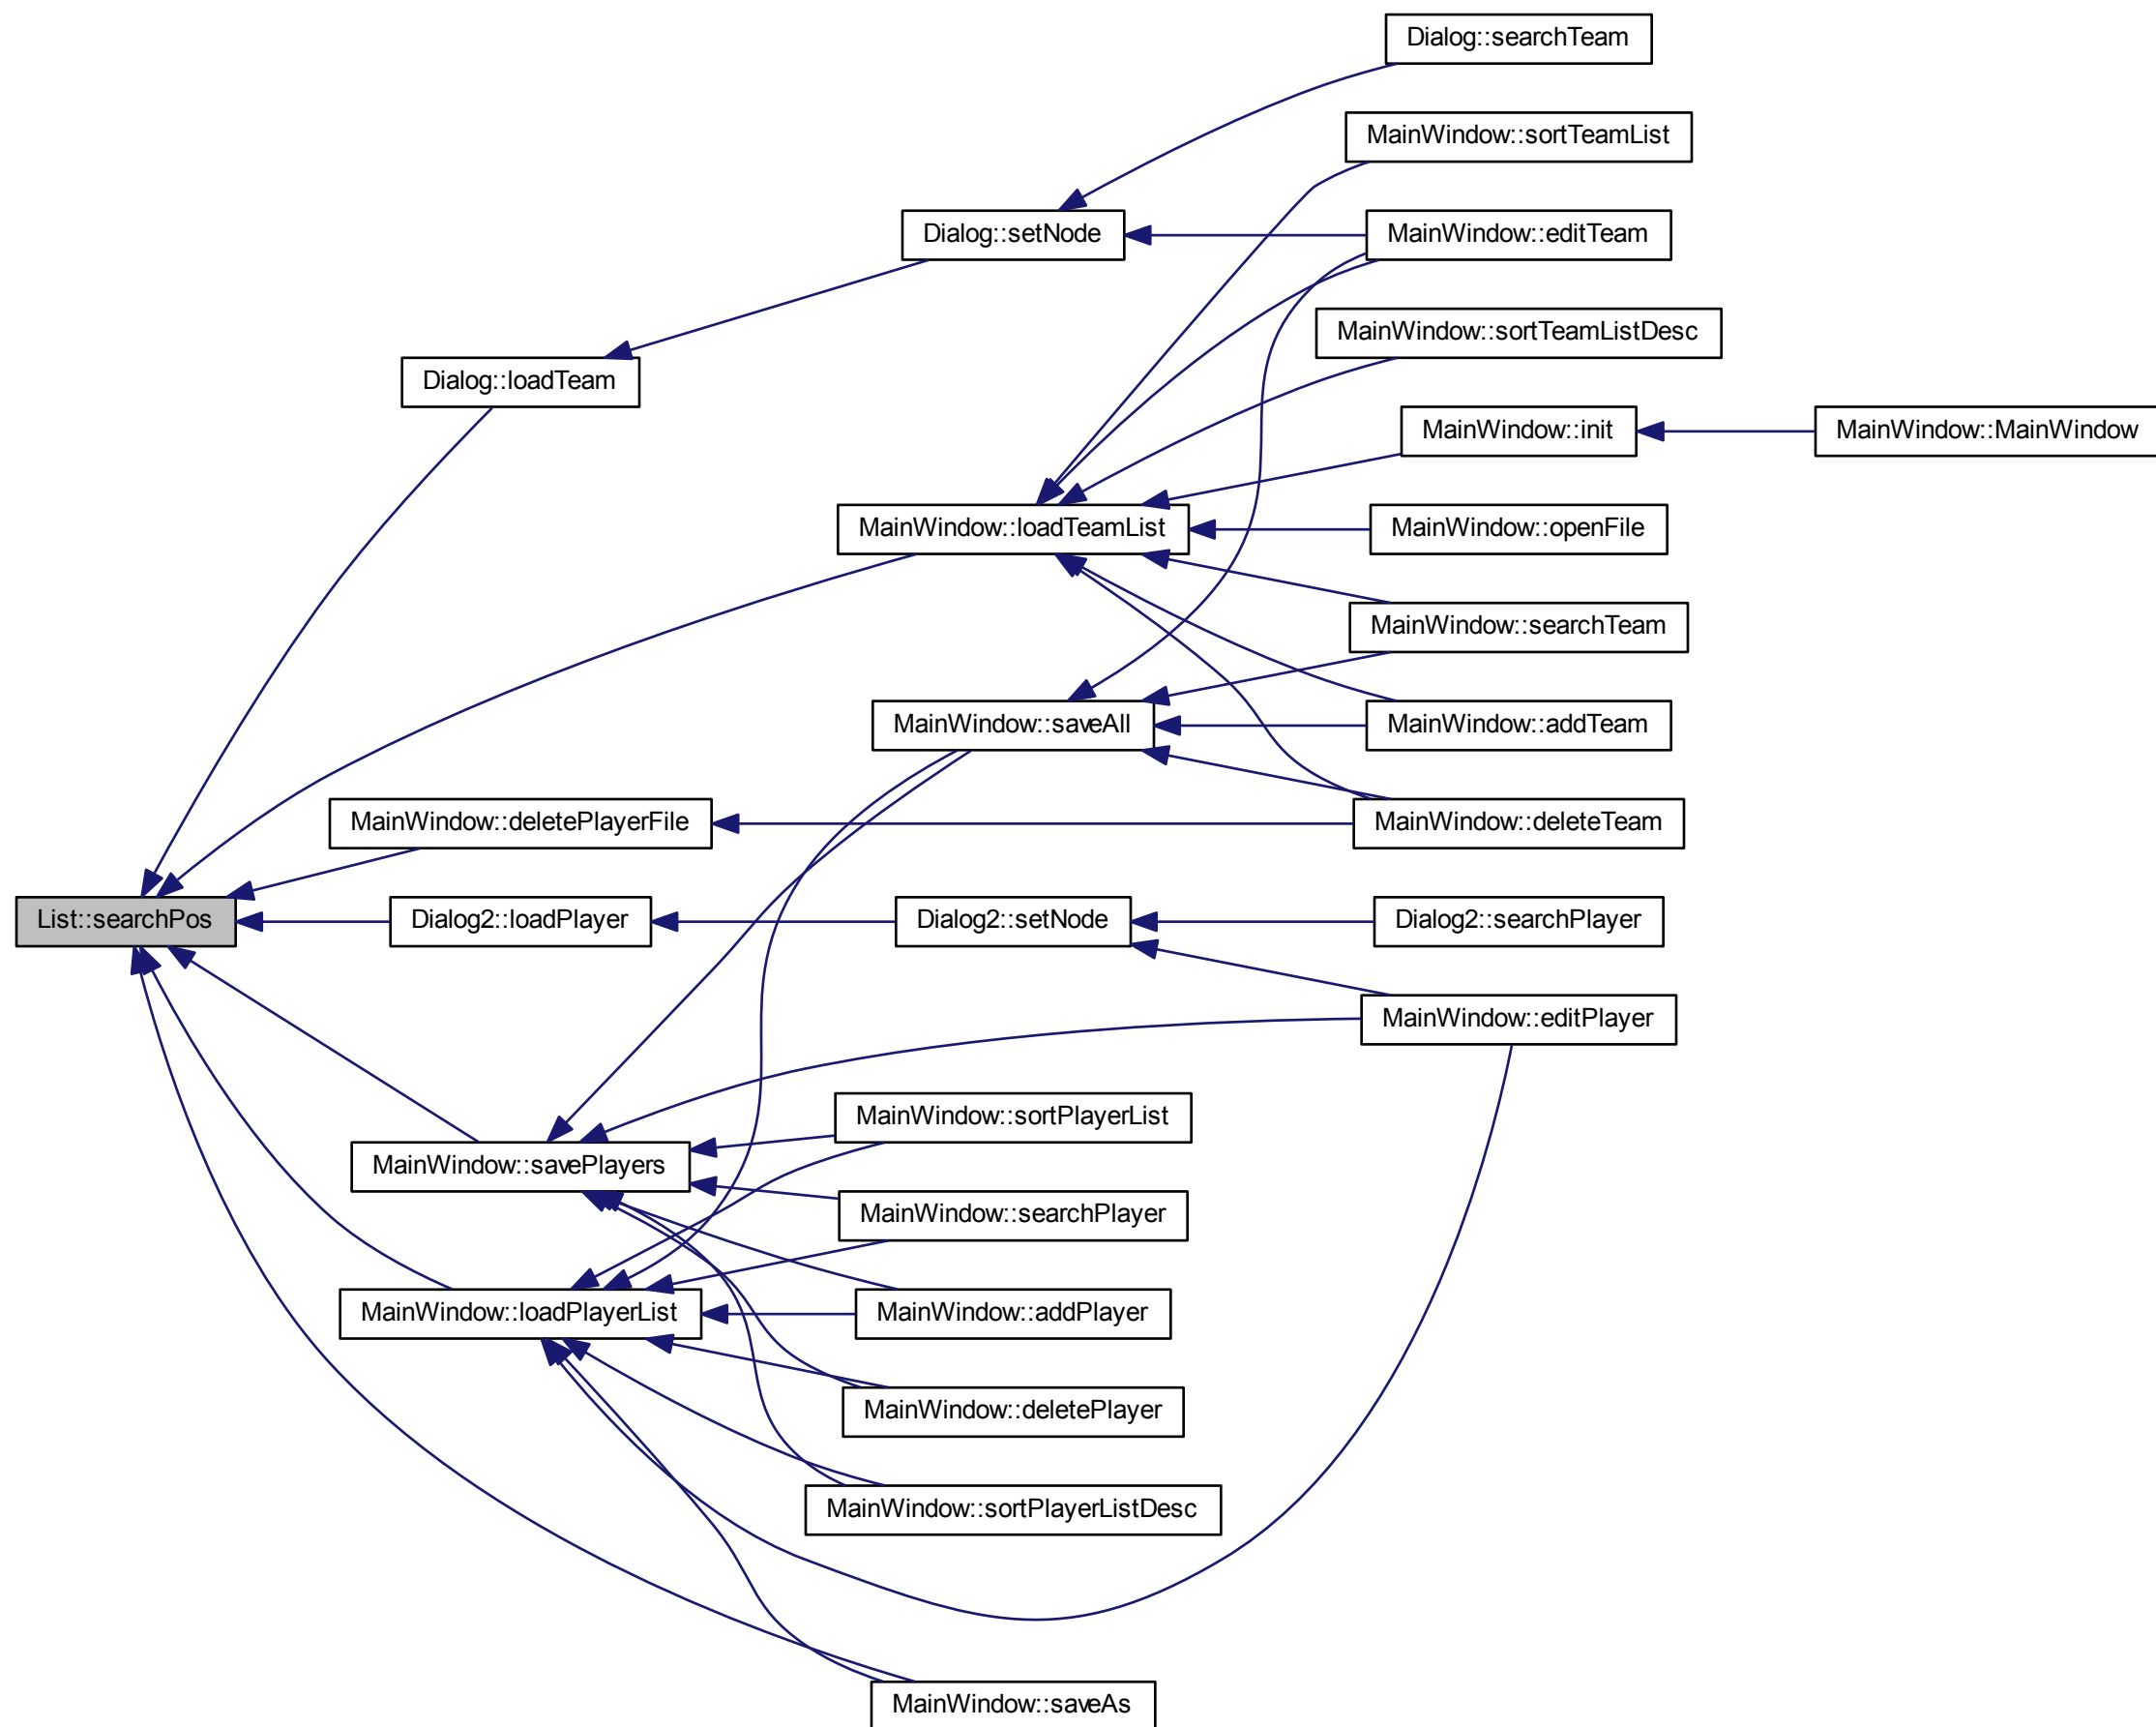 Dialog::searchTeam
MainWindow::sortTeamList
Dialog::setNode
MainWindow::editTeam
MainWindow::sortTeamListDesc
Dialog::loadTeam
MainWindow::init
MainWindow::MainWindow
MainWindow::loadTeamList
MainWindow::openFile
MainWindow::searchTeam
MainWindow::saveAll
MainWindow::addTeam
MainWindow::deletePlayerFile
MainWindow::deleteTeam
List::searchPos
Dialog2::loadPlayer
Dialog2::setNode
Dialog2::searchPlayer
MainWindow::editPlayer
MainWindow::sortPlayerList
MainWindow::savePlayers
MainWindow::searchPlayer
MainWindow::loadPlayerList
MainWindow::addPlayer
MainWindow::deletePlayer
MainWindow::sortPlayerListDesc
MainWindow::saveAs